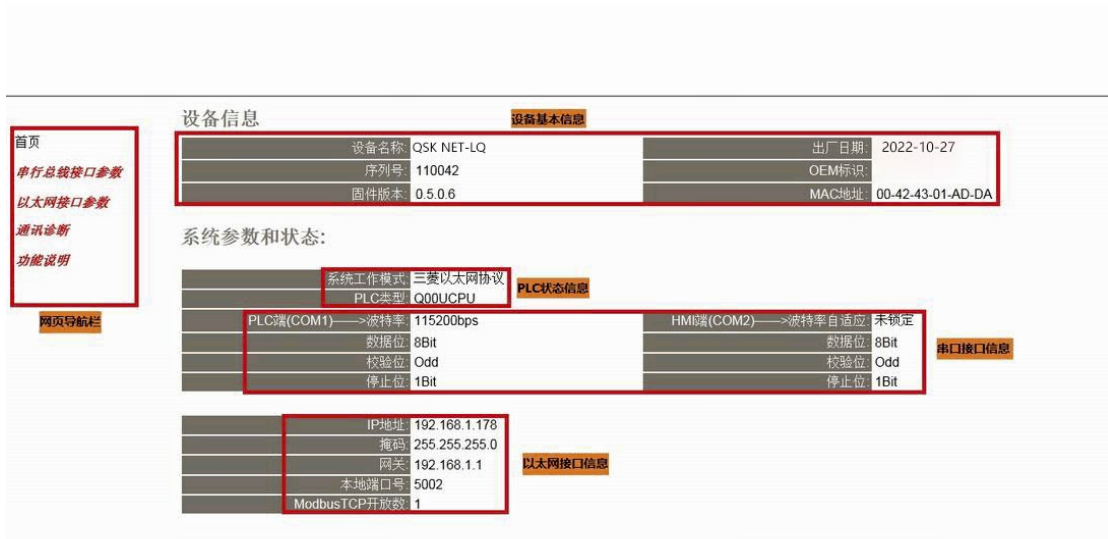 设备信息
设备基本信息
首页
串行总线接口参数
以太网接口参数
通讯诊断
功能说明
网页导航栏
设备名称: QSK NET-LQ 出厂日期: 2022-10-27
序列号: 110042 OEM标识:
固件版本: 0.5.0.6 MAC地址: 00-42-43-01-AD-DA
系统参数和状态:
系统工作模式: 三菱以太网协议
PLC类型: Q00UCPU
PLC状态信息
PLC端(COM1)——>波特率: 115200bps HMI端(COM2)——>波特率自适应: 未锁定
数据位: 8Bit 数据位: 8Bit
校验位: Odd 校验位: Odd
停止位: 1Bit 停止位: 1Bit
串口接口信息
IP地址: 192.168.1.178
掩码: 255.255.255.0
网关: 192.168.1.1
本地端口号: 5002
ModbusTCP开放数: 1
以太网接口信息